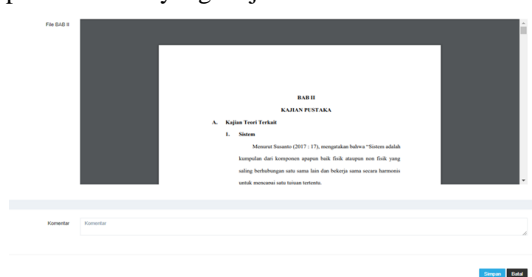 File BAB II
BAB II
KAJIAN PUSTAKA
A. Kajian Teori Terkait
1. Sistem
Menurut Susanto (2017 : 17), mengatakan bahwa "Sistem adalah
kumpulan dari komponen apapun baik fisik ataupun non fisik yang
saling berhubungan satu sama lain dan bekerja sama secara harmonis
untuk mencapai satu tujuan tertentu.
Komentar
Komentar
Simpan Batal